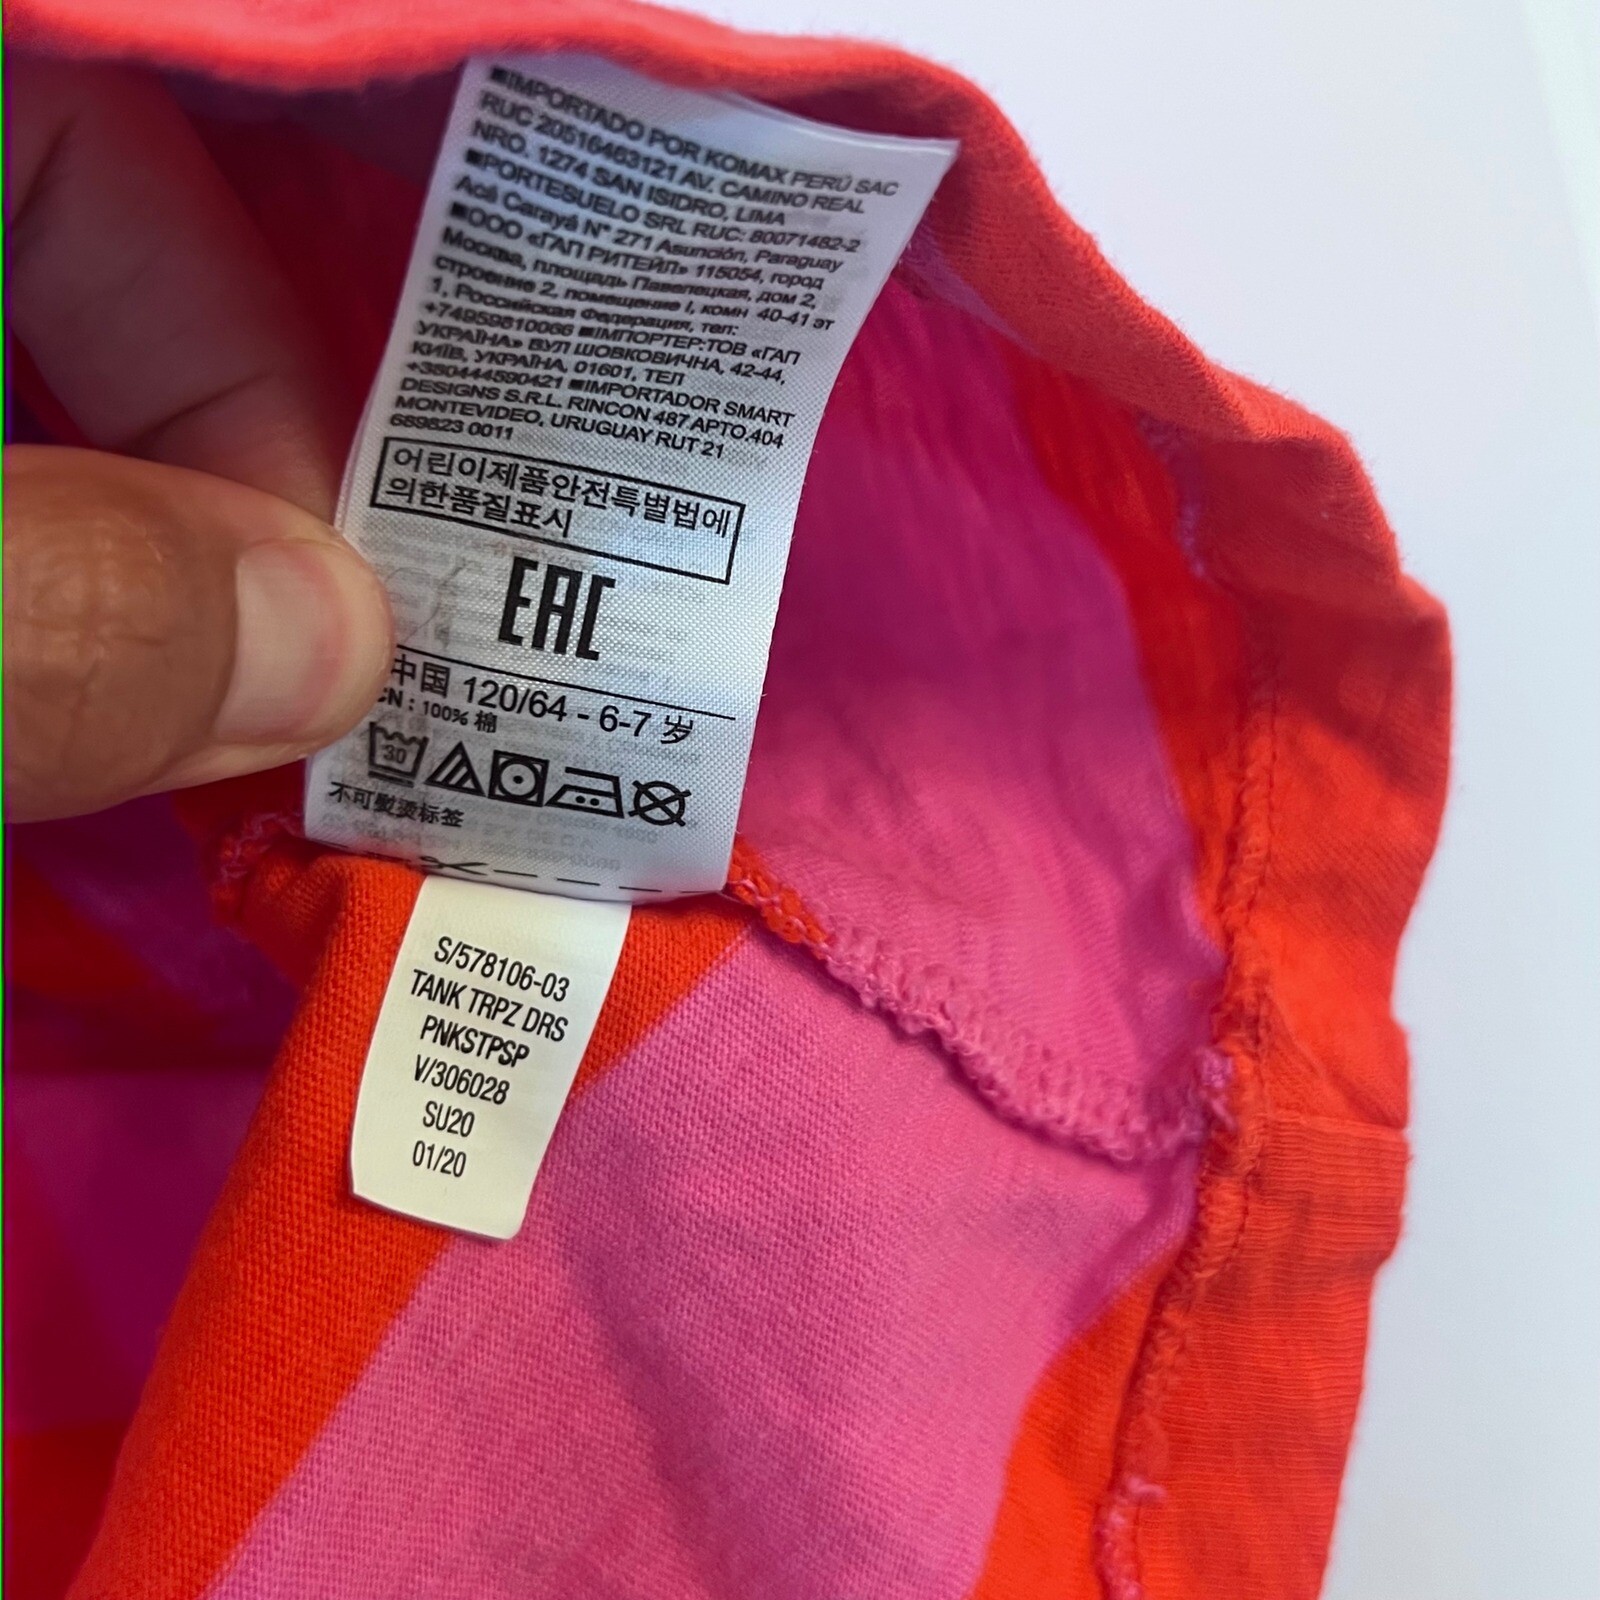 ■IMPORTADO POR KOMAX PERÚ SAC
RUC 20516463121 AV. CAMINO REAL
NRO. 1274 SAN ISIDRO, LIMA
■PORTESUELO SRL RUC: 80071482-2
Acá Carayá N° 271 Asunción, Paraguay
■ООО «ГАП РИТЕЙЛ» 115054, город
Москва, площадь Павелецкая, дом 2,
строение 2, помещение I, комн 40-41 эт
1, Российская Федерация, тел:
+74959810066 ■ІМПОРТЕР:ТОВ «ГАП
УКРАЇНА» ВУЛ ШОВКОВИЧНА, 42-44,
КИЇВ, УКРАЇНА, 01601, ТЕЛ
+380444590421 ■IMPORTADOR SMART
DESIGNS S.R.L. RINCON 487 APTO.404
MONTEVIDEO, URUGUAY RUT 21
689823 0011
어린이제품안전특별법에
의한품질표시
EAC
中国 120/64 - 6-7 岁
CN : 100% 棉
30
不可熨烫标签
S/578106-03
TANK TRPZ DRS
PNKSTPSP
V/306028
SU20
01/20